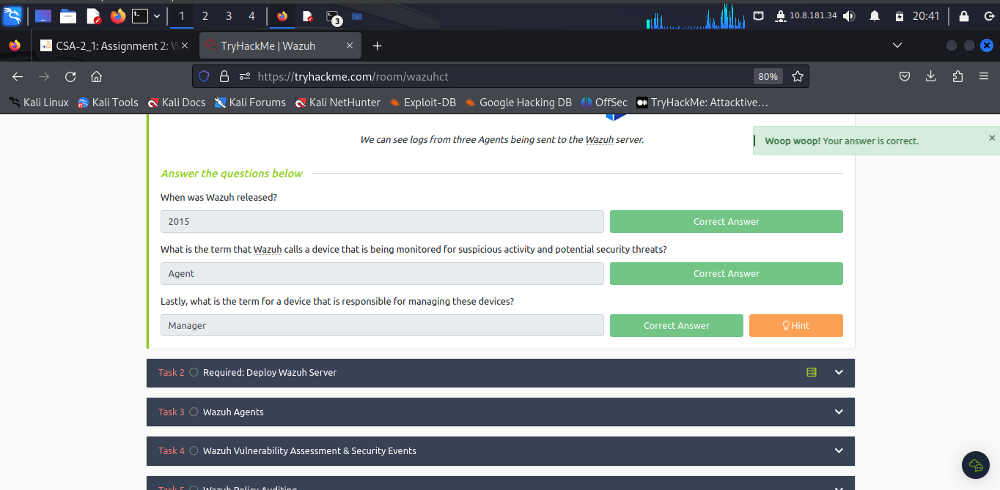 1 2 3 4 3 10.8.181.34 20:41
CSA-2_1: Assignment 2: W
TryHackMe | Wazuh
https://tryhackme.com/room/wazuhct 80%
Kali Linux Kali Tools Kali Docs Kali Forums Kali NetHunter Exploit-DB Google Hacking DB OffSec TryHackMe: Attacktive…
We can see logs from three Agents being sent to the Wazuh server.
Woop woop! Your answer is correct.
Answer the questions below
When was Wazuh released?
2015 Correct Answer
What is the term that Wazuh calls a device that is being monitored for suspicious activity and potential security threats?
Agent Correct Answer
Lastly, what is the term for a device that is responsible for managing these devices?
Manager Correct Answer Hint
Task 2 Required: Deploy Wazuh Server
Task 3 Wazuh Agents
Task 4 Wazuh Vulnerability Assessment & Security Events
Task 5 Wazuh Policy Auditing